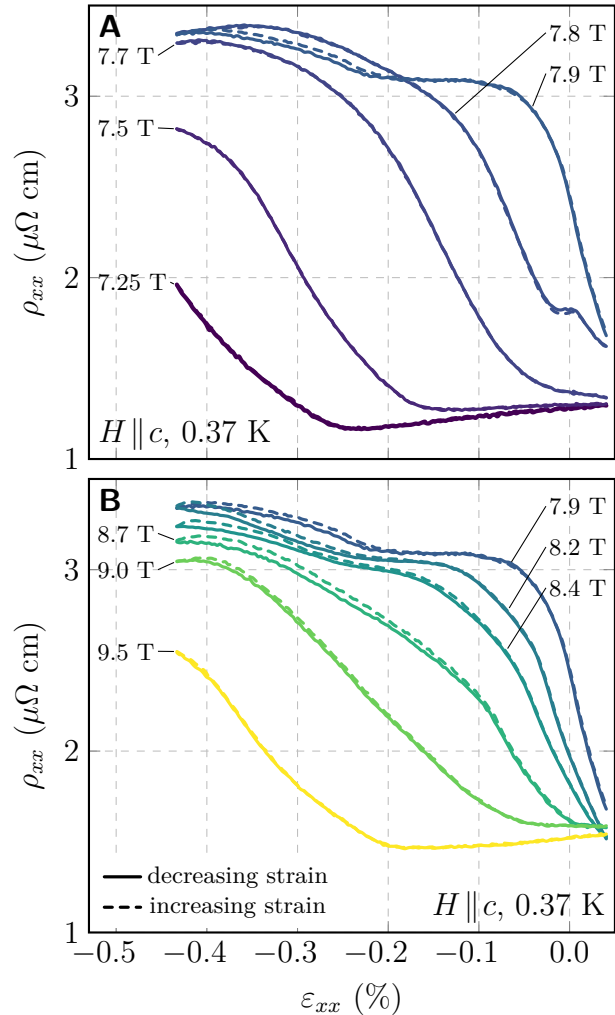 A
7.8 T
7.7 T
7.9 T
3
7.5 T
ρxx (μΩ cm)
2
7.25 T
H ∥ c, 0.37 K
1
B
7.9 T
8.7 T
8.2 T
3
9.0 T
8.4 T
9.5 T
ρxx (μΩ cm)
2
decreasing strain
increasing strain
H ∥ c, 0.37 K
1
−0.5 −0.4 −0.3 −0.2 −0.1 0.0
εxx (%)